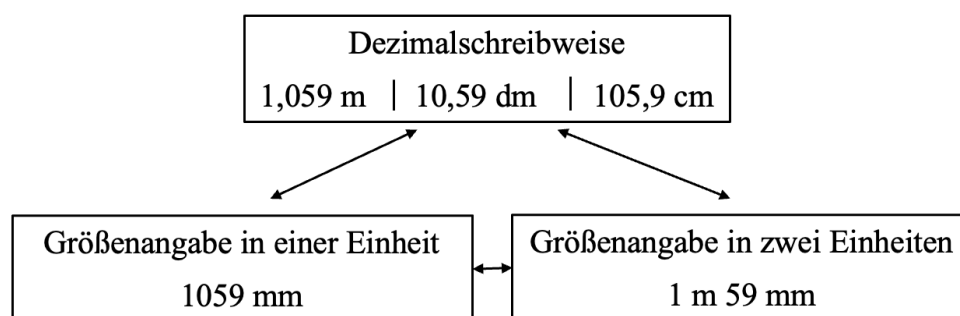 Dezimalschreibweise
1,059 m | 10,59 dm | 105,9 cm
Größenangabe in einer Einheit
1059 mm
Größenangabe in zwei Einheiten
1 m 59 mm